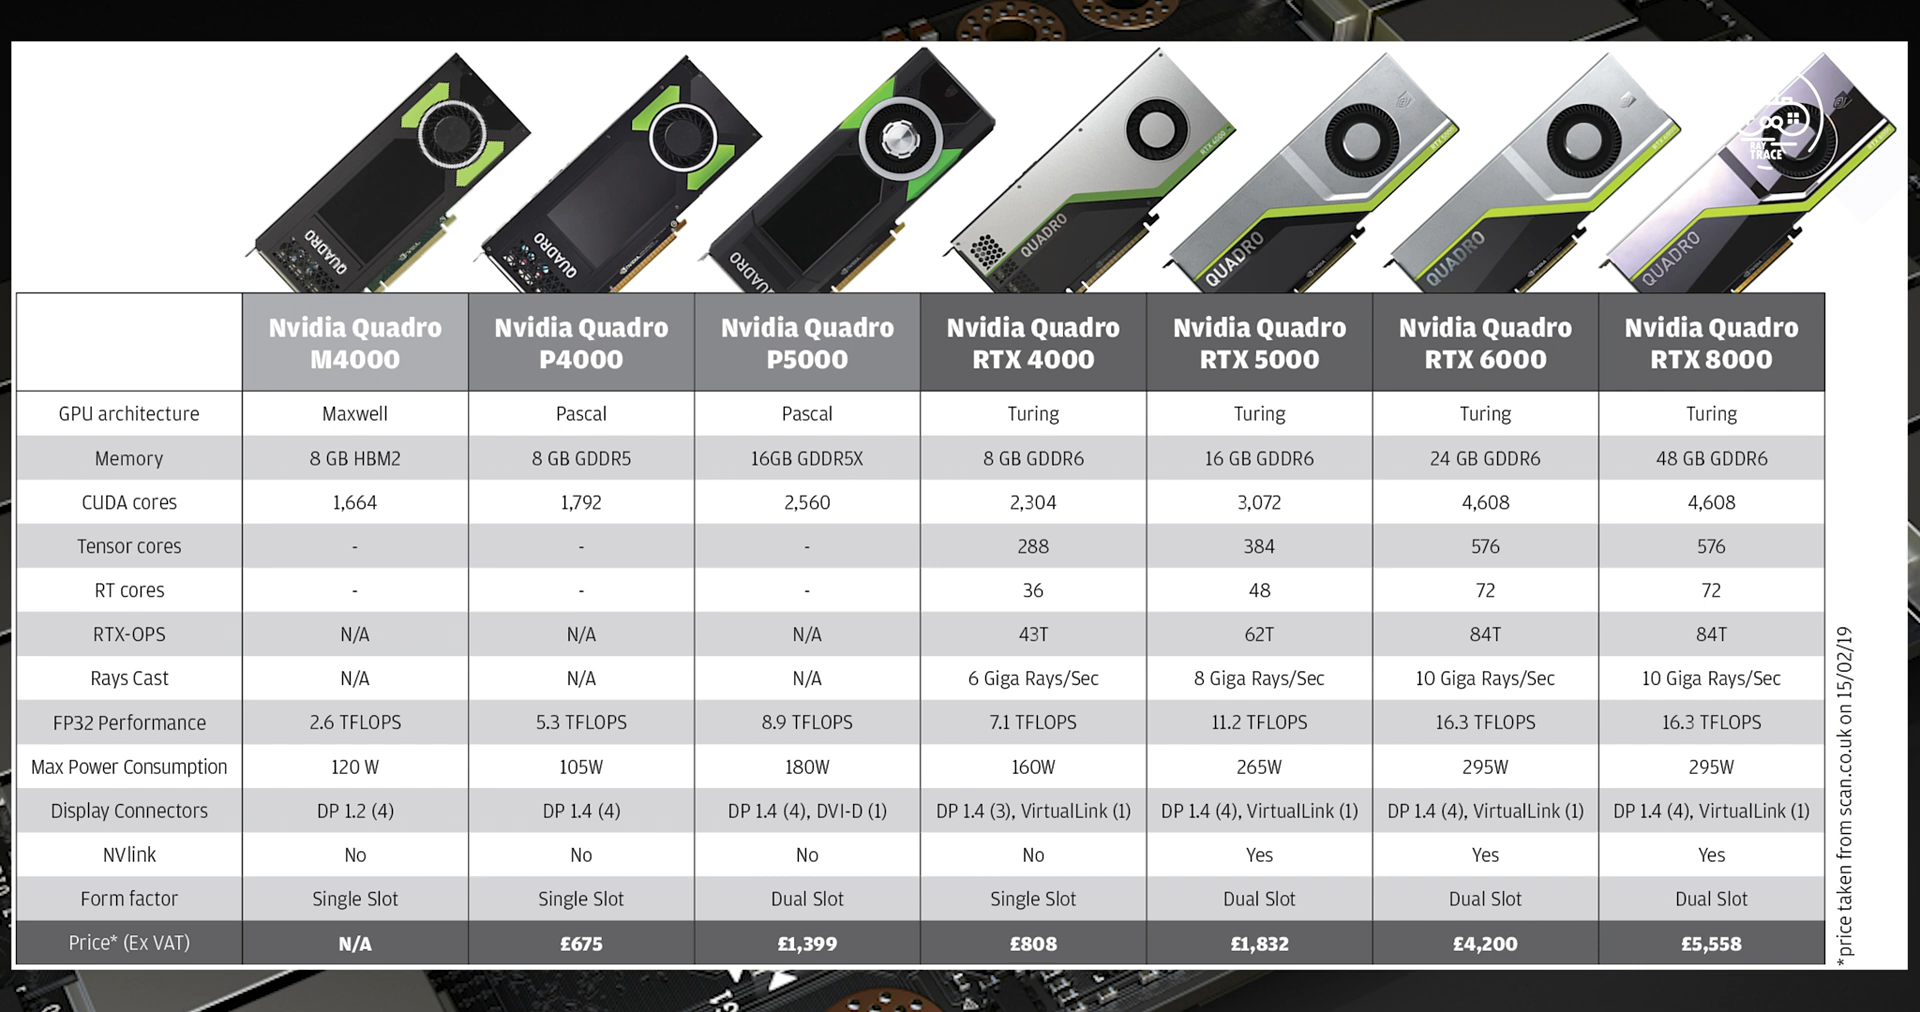 QUADRO
QUADRO
QUADRO
QUADRO
QUADRO
QUADRO
QUADRO
RAY
TRACE
Nvidia Quadro M4000
Nvidia Quadro P4000
Nvidia Quadro P5000
Nvidia Quadro RTX 4000
Nvidia Quadro RTX 5000
Nvidia Quadro RTX 6000
Nvidia Quadro RTX 8000
GPU architecture Maxwell Pascal Pascal Turing Turing Turing Turing
Memory 8 GB HBM2 8 GB GDDR5 16GB GDDR5X 8 GB GDDR6 16 GB GDDR6 24 GB GDDR6 48 GB GDDR6
CUDA cores 1,664 1,792 2,560 2,304 3,072 4,608 4,608
Tensor cores - - - 288 384 576 576
RT cores - - - 36 48 72 72
RTX-OPS N/A N/A N/A 43T 62T 84T 84T
Rays Cast N/A N/A N/A 6 Giga Rays/Sec 8 Giga Rays/Sec 10 Giga Rays/Sec 10 Giga Rays/Sec
FP32 Performance 2.6 TFLOPS 5.3 TFLOPS 8.9 TFLOPS 7.1 TFLOPS 11.2 TFLOPS 16.3 TFLOPS 16.3 TFLOPS
Max Power Consumption 120 W 105W 180W 160W 265W 295W 295W
Display Connectors DP 1.2 (4) DP 1.4 (4) DP 1.4 (4), DVI-D (1) DP 1.4 (3), VirtualLink (1) DP 1.4 (4), VirtualLink (1) DP 1.4 (4), VirtualLink (1) DP 1.4 (4), VirtualLink (1)
NVlink No No No No Yes Yes Yes
Form factor Single Slot Single Slot Dual Slot Single Slot Dual Slot Dual Slot Dual Slot
Price* (Ex VAT) N/A £675 £1,399 £808 £1,832 £4,200 £5,558
*price taken from scan.co.uk on 15/02/19